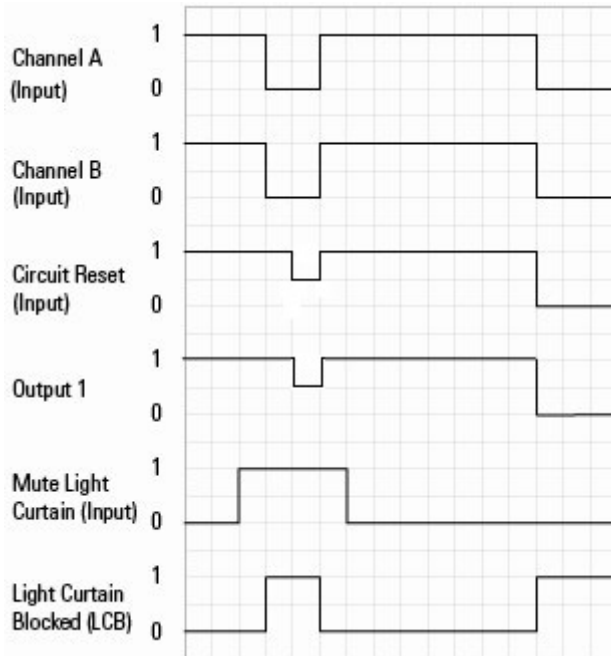 1
Channel A
(Input)
0
1
Channel B
(Input)
0
1
Circuit Reset
(Input)
0
1
Output 1
0
1
Mute Light
Curtain (Input)
0
1
Light Curtain
Blocked (LCB)
0